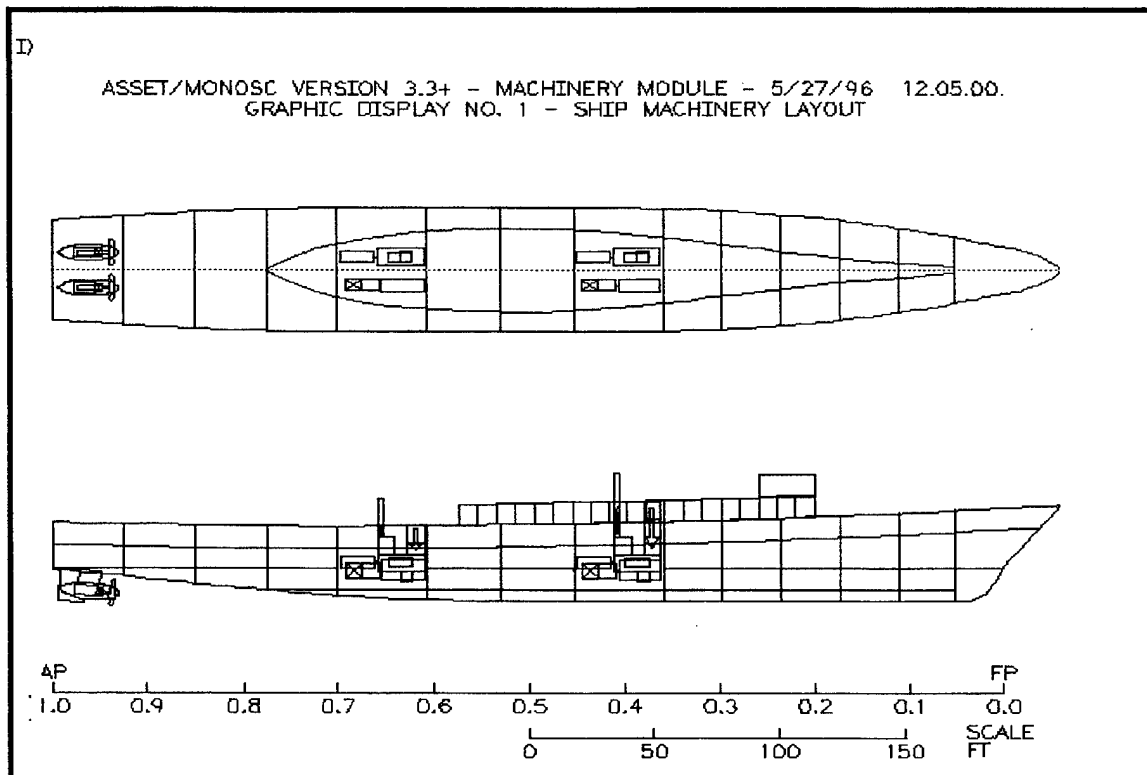 I)
ASSET/MONOSC VERSION 3.3+ - MACHINERY MODULE - 5/27/96 12.05.00.
GRAPHIC DISPLAY NO. 1 - SHIP MACHINERY LAYOUT
AP FP
1.0 0.9 0.8 0.7 0.6 0.5 0.4 0.3 0.2 0.1 0.0
SCALE
0 50 100 150 FT